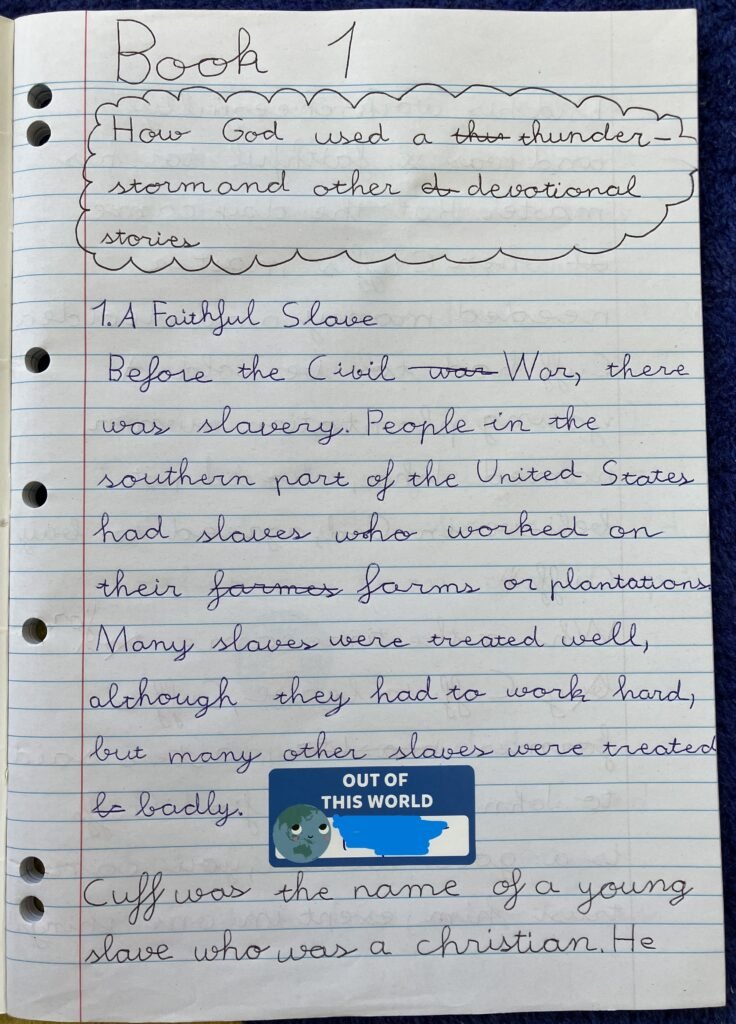 Book 1
How God used a thunder-
storm and other devotional
stories
1. A Faithful Slave
Before the Civil war War, there
was slavery. People in the
southern part of the United States
had slaves who worked on
their farmes farms or plantations.
Many slaves were treated well,
although they had to work hard,
but many other slaves were treated
badly.
OUT OF
THIS WORLD
Cuff was the name of a young
slave who was a christian. He